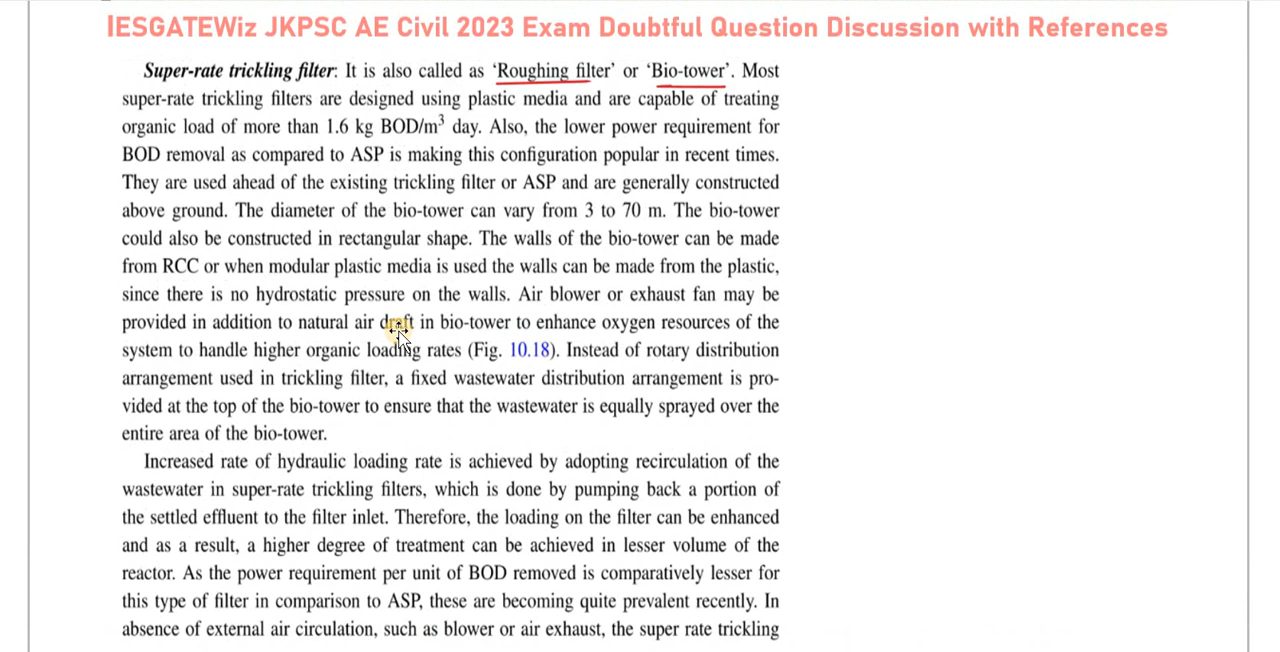 IESGATEWiz JKPSC AE Civil 2023 Exam Doubtful Question Discussion with References
Super-rate trickling filter: It is also called as ‘Roughing filter’ or ‘Bio-tower’. Most
super-rate trickling filters are designed using plastic media and are capable of treating
organic load of more than 1.6 kg BOD/m³ day. Also, the lower power requirement for
BOD removal as compared to ASP is making this configuration popular in recent times.
They are used ahead of the existing trickling filter or ASP and are generally constructed
above ground. The diameter of the bio-tower can vary from 3 to 70 m. The bio-tower
could also be constructed in rectangular shape. The walls of the bio-tower can be made
from RCC or when modular plastic media is used the walls can be made from the plastic,
since there is no hydrostatic pressure on the walls. Air blower or exhaust fan may be
provided in addition to natural air draft in bio-tower to enhance oxygen resources of the
system to handle higher organic loading rates (Fig. 10.18). Instead of rotary distribution
arrangement used in trickling filter, a fixed wastewater distribution arrangement is pro-
vided at the top of the bio-tower to ensure that the wastewater is equally sprayed over the
entire area of the bio-tower.
Increased rate of hydraulic loading rate is achieved by adopting recirculation of the
wastewater in super-rate trickling filters, which is done by pumping back a portion of
the settled effluent to the filter inlet. Therefore, the loading on the filter can be enhanced
and as a result, a higher degree of treatment can be achieved in lesser volume of the
reactor. As the power requirement per unit of BOD removed is comparatively lesser for
this type of filter in comparison to ASP, these are becoming quite prevalent recently. In
absence of external air circulation, such as blower or air exhaust, the super rate trickling